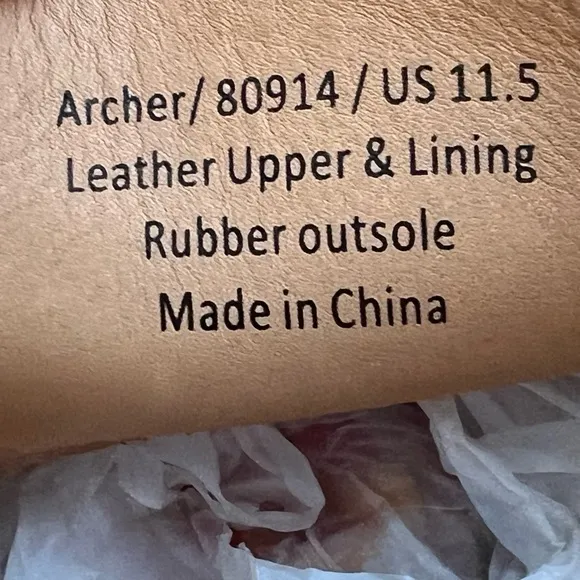 Archer/ 80914 / US 11.5
Leather Upper & Lining
Rubber outsole
Made in China